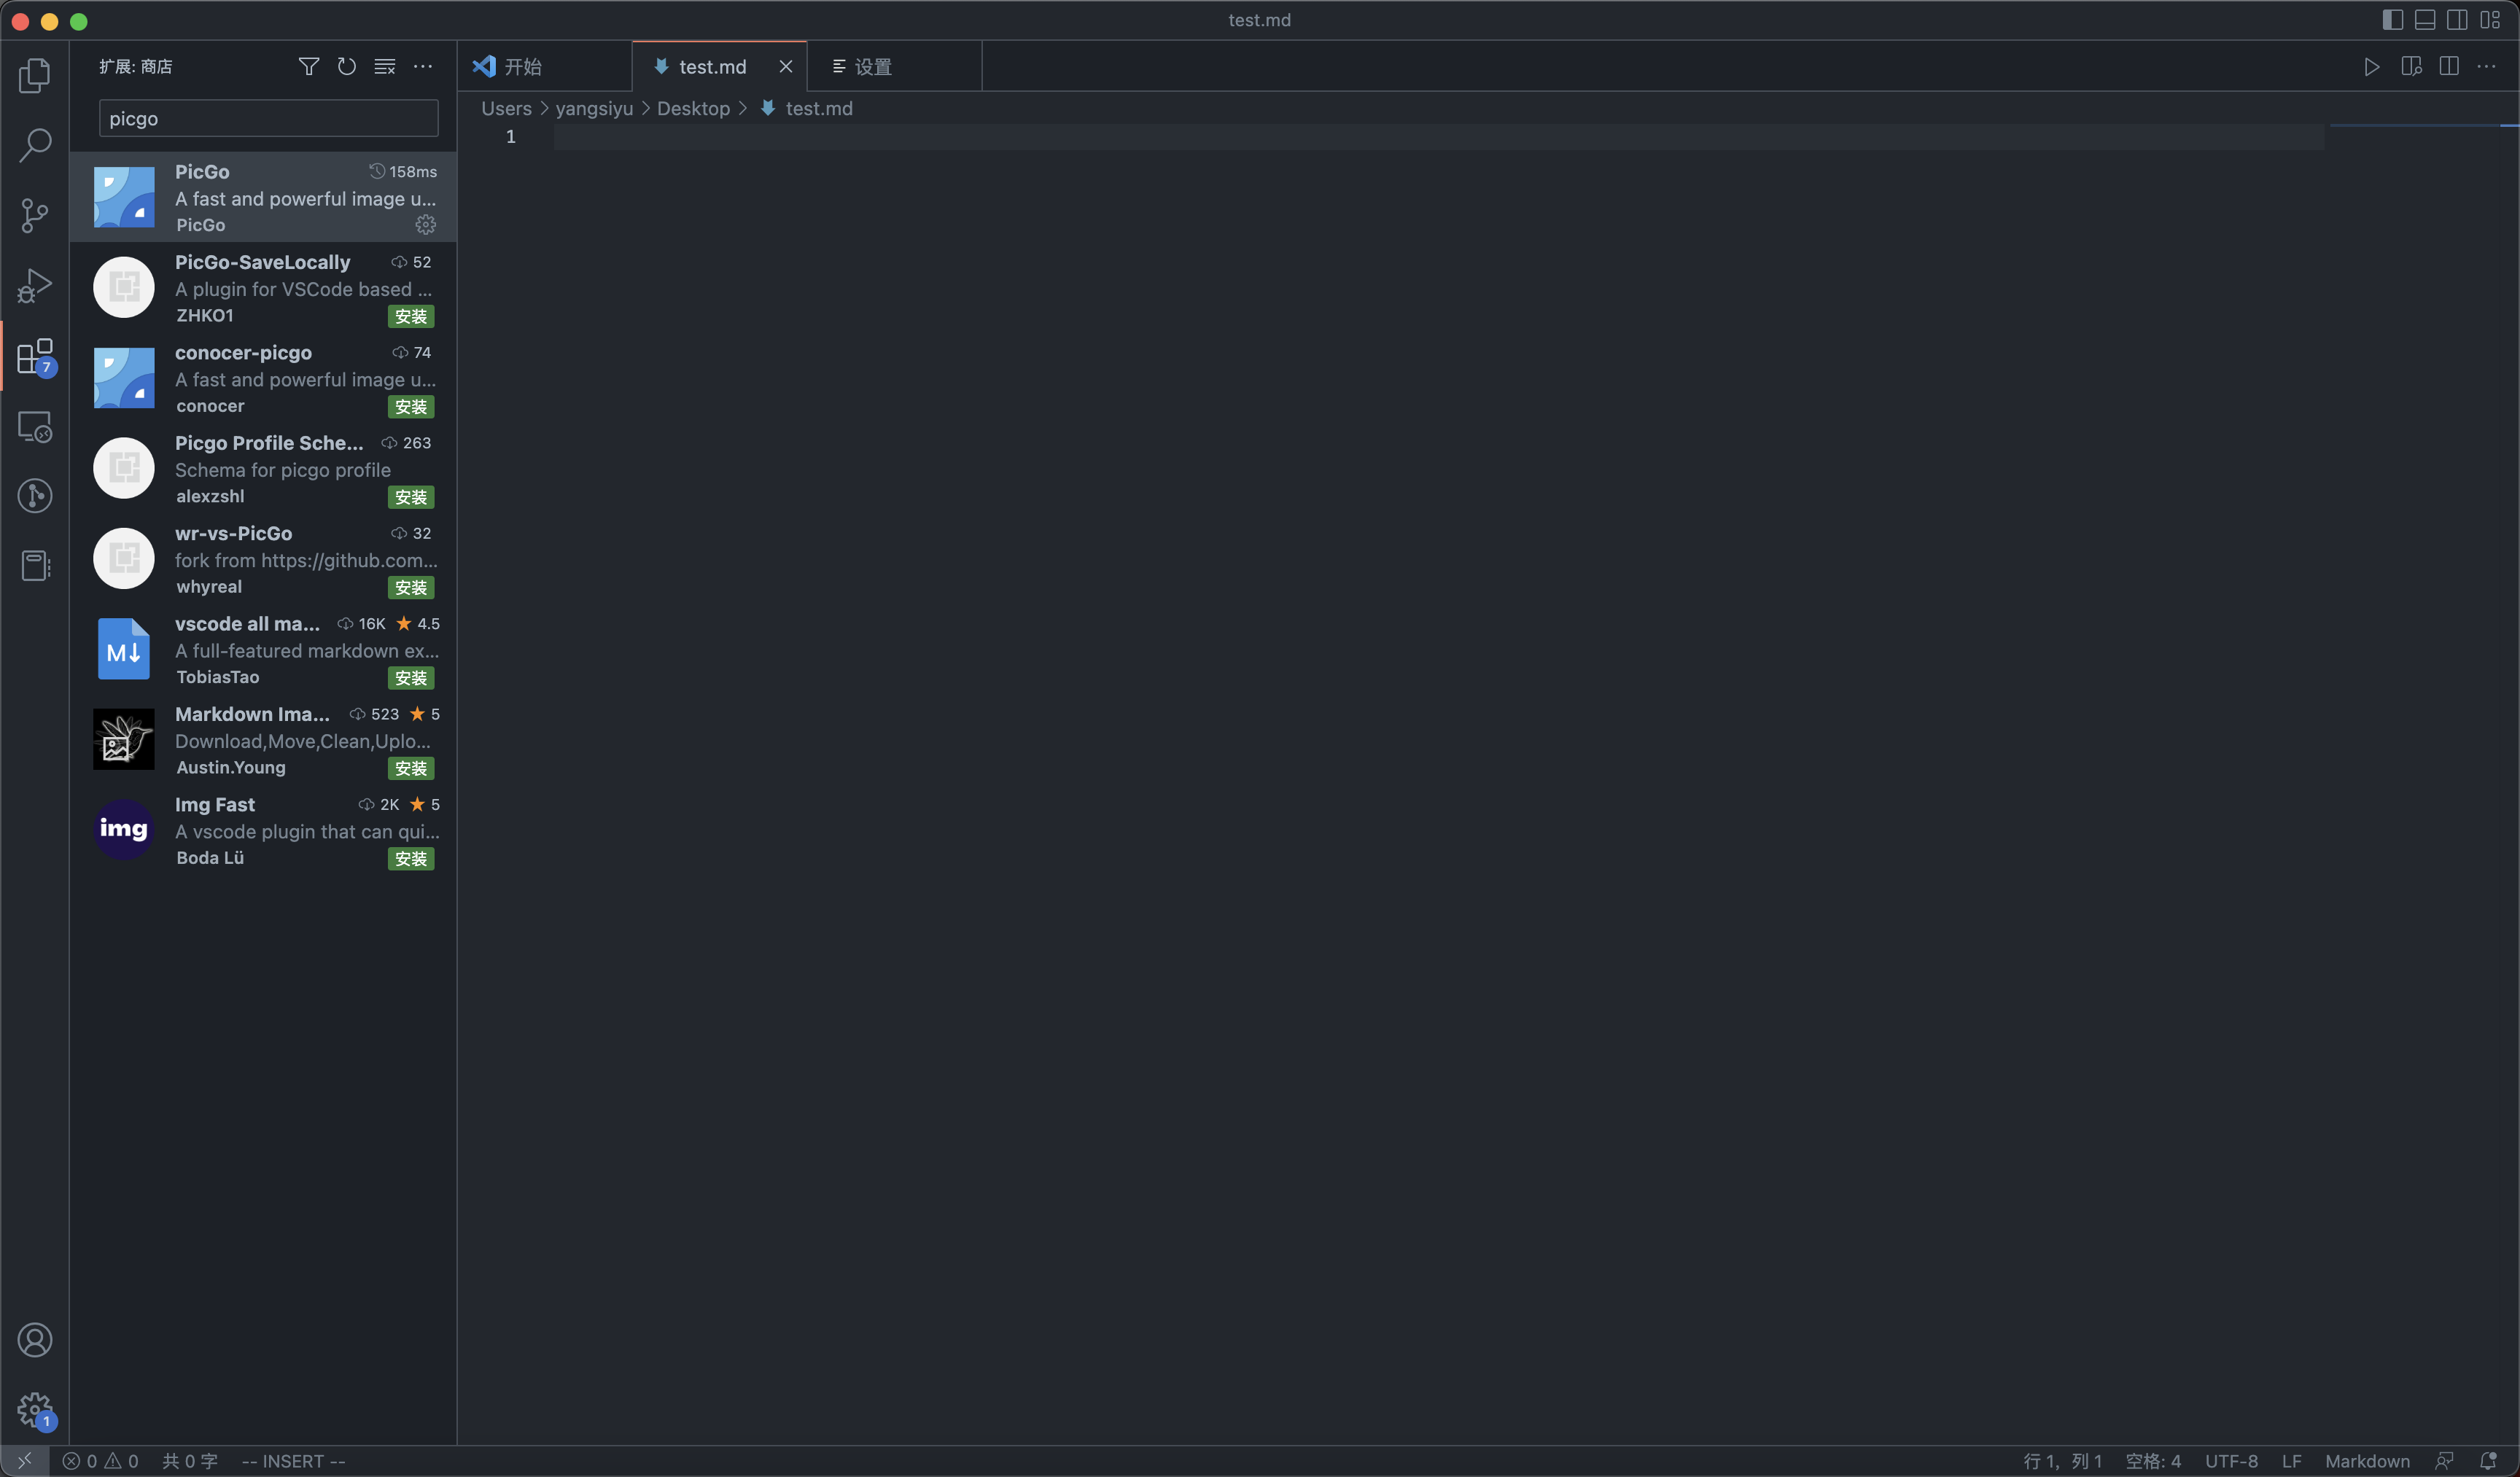 test.md
扩展: 商店
开始
test.md
设置
picgo
Users > yangsiyu > Desktop > test.md
1
PicGo 158ms
A fast and powerful image u...
PicGo
PicGo-SaveLocally 52
A plugin for VSCode based ...
ZHKO1 安装
conocer-picgo 74
A fast and powerful image u...
conocer 安装
Picgo Profile Sche... 263
Schema for picgo profile
alexzshl 安装
wr-vs-PicGo 32
fork from https://github.com...
whyreal 安装
vscode all ma... 16K ★ 4.5
A full-featured markdown ex...
TobiasTao 安装
Markdown Ima... 523 ★ 5
Download,Move,Clean,Uplo...
Austin.Young 安装
Img Fast 2K ★ 5
A vscode plugin that can qui...
Boda Lü 安装
7
M↓
img
1
0 0 共 0 字 -- INSERT -- 行 1, 列 1 空格: 4 UTF-8 LF Markdown